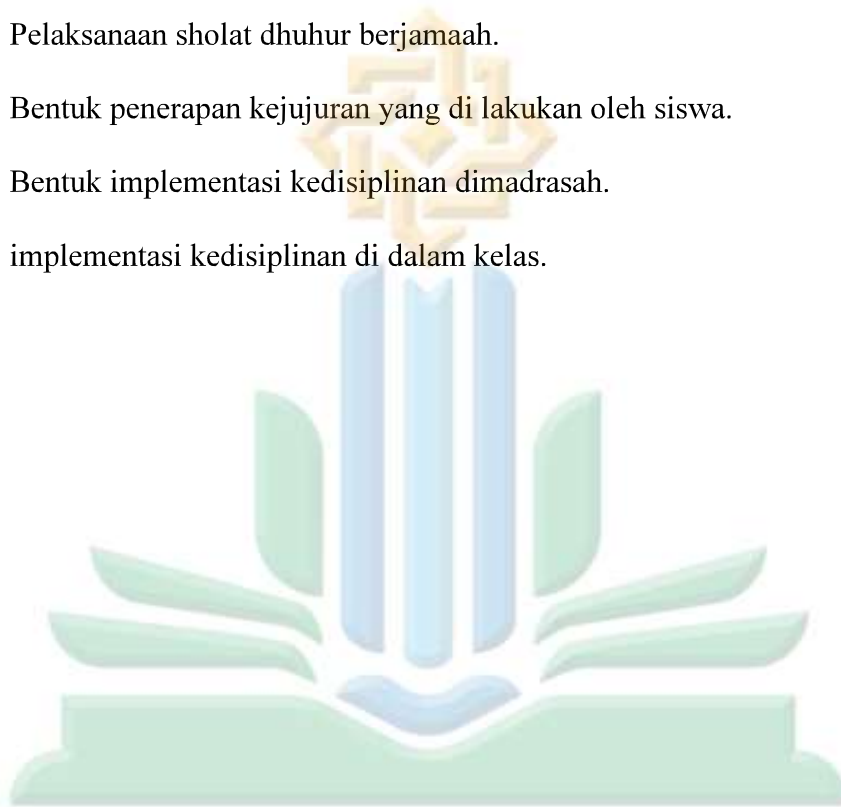 Pelaksanaan sholat dhuhur berjamaah.
Bentuk penerapan kejujuran yang di lakukan oleh siswa.
Bentuk implementasi kedisiplinan dimadrasah.
implementasi kedisiplinan di dalam kelas.